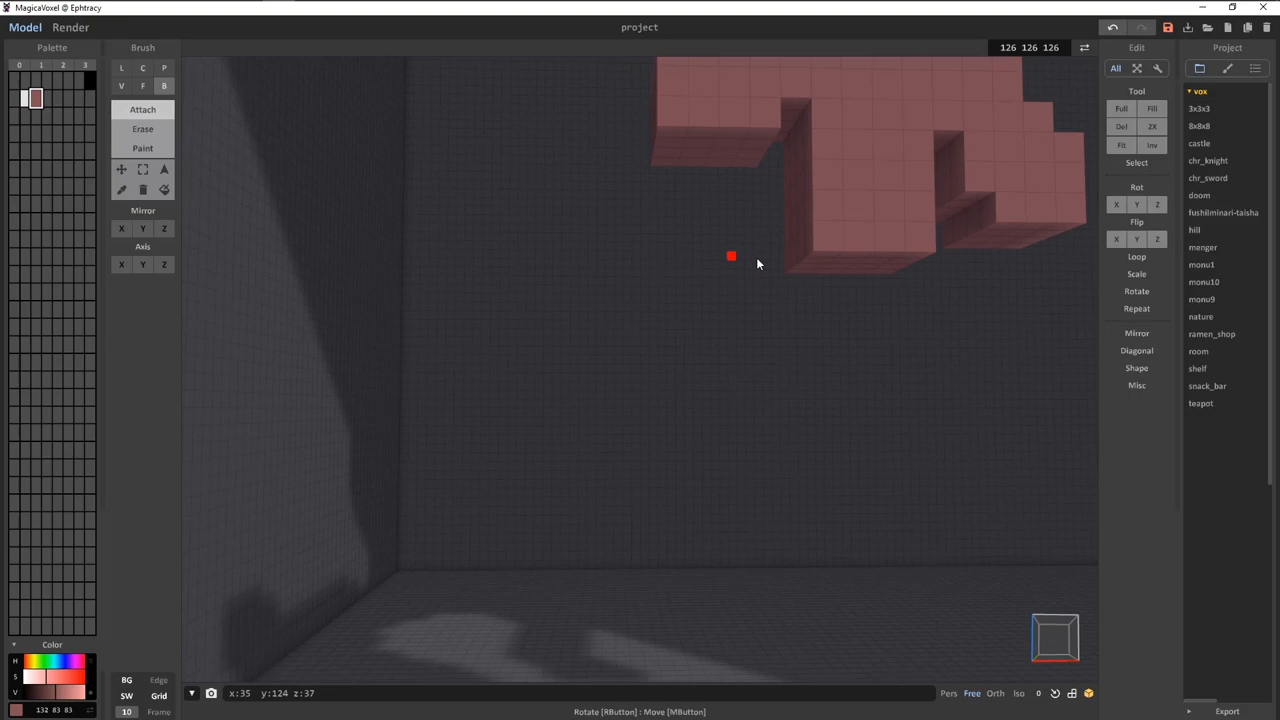 MagicaVoxel @ Ephtracy
Model Render
project
Palette
0 1 2 3
Brush
L C P
V F B
Attach
Erase
Paint
Mirror
X Y Z
Axis
X Y Z
126 126 126
Edit
All
Tool
Full Fill
Del 2X
Fit Inv
Select
Rot
X Y Z
Flip
X Y Z
Loop
Scale
Rotate
Repeat
Mirror
Diagonal
Shape
Misc
Project
vox
3x3x3
8x8x8
castle
chr_knight
chr_sword
doom
fushiIminari-taisha
hill
menger
monu1
monu10
monu9
nature
ramen_shop
room
shelf
snack_bar
teapot
Color
H
S
V
132 83 83
BG Edge
SW Grid
10 Frame
x:35 y:124 z:37
Pers Free Orth Iso 0
Rotate [RButton] : Move [MButton]
Export